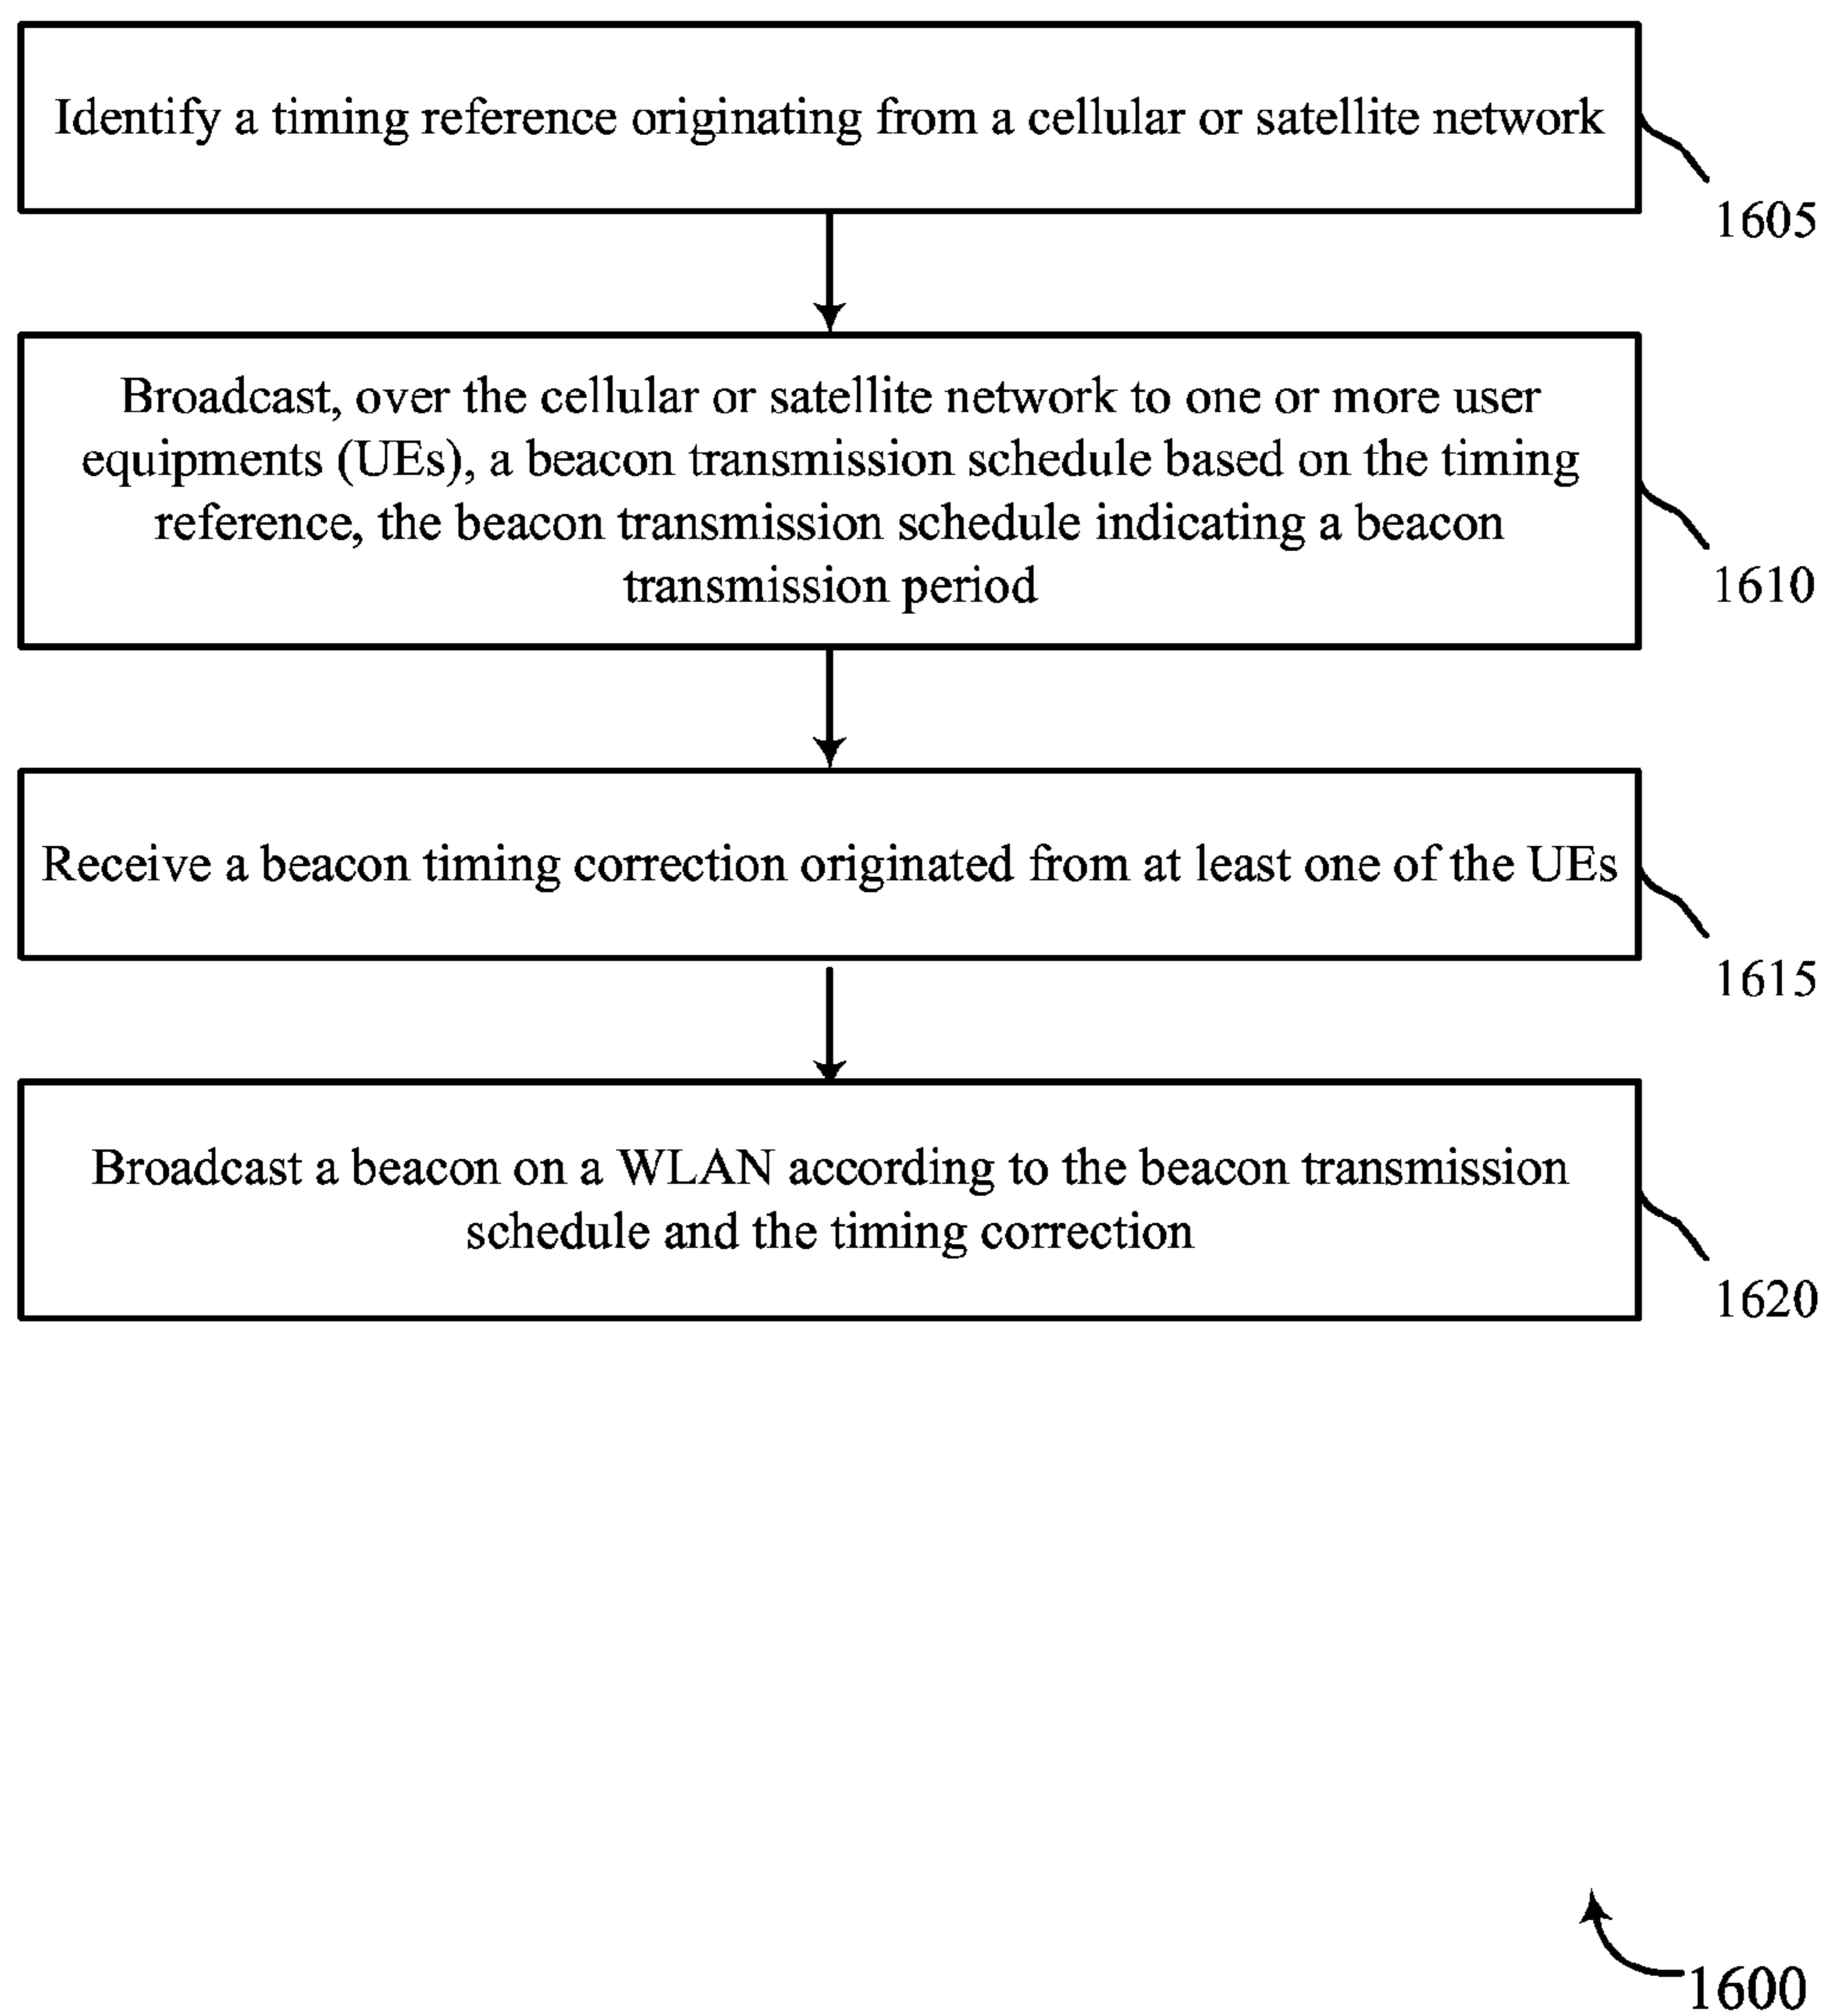 Identify a timing reference originating from a cellular or satellite network
1605
Broadcast, over the cellular or satellite network to one or more user
equipments (UEs), a beacon transmission schedule based on the timing
reference, the beacon transmission schedule indicating a beacon
transmission period
1610
Receive a beacon timing correction originated from at least one of the UEs
1615
Broadcast a beacon on a WLAN according to the beacon transmission
schedule and the timing correction
1620
1600